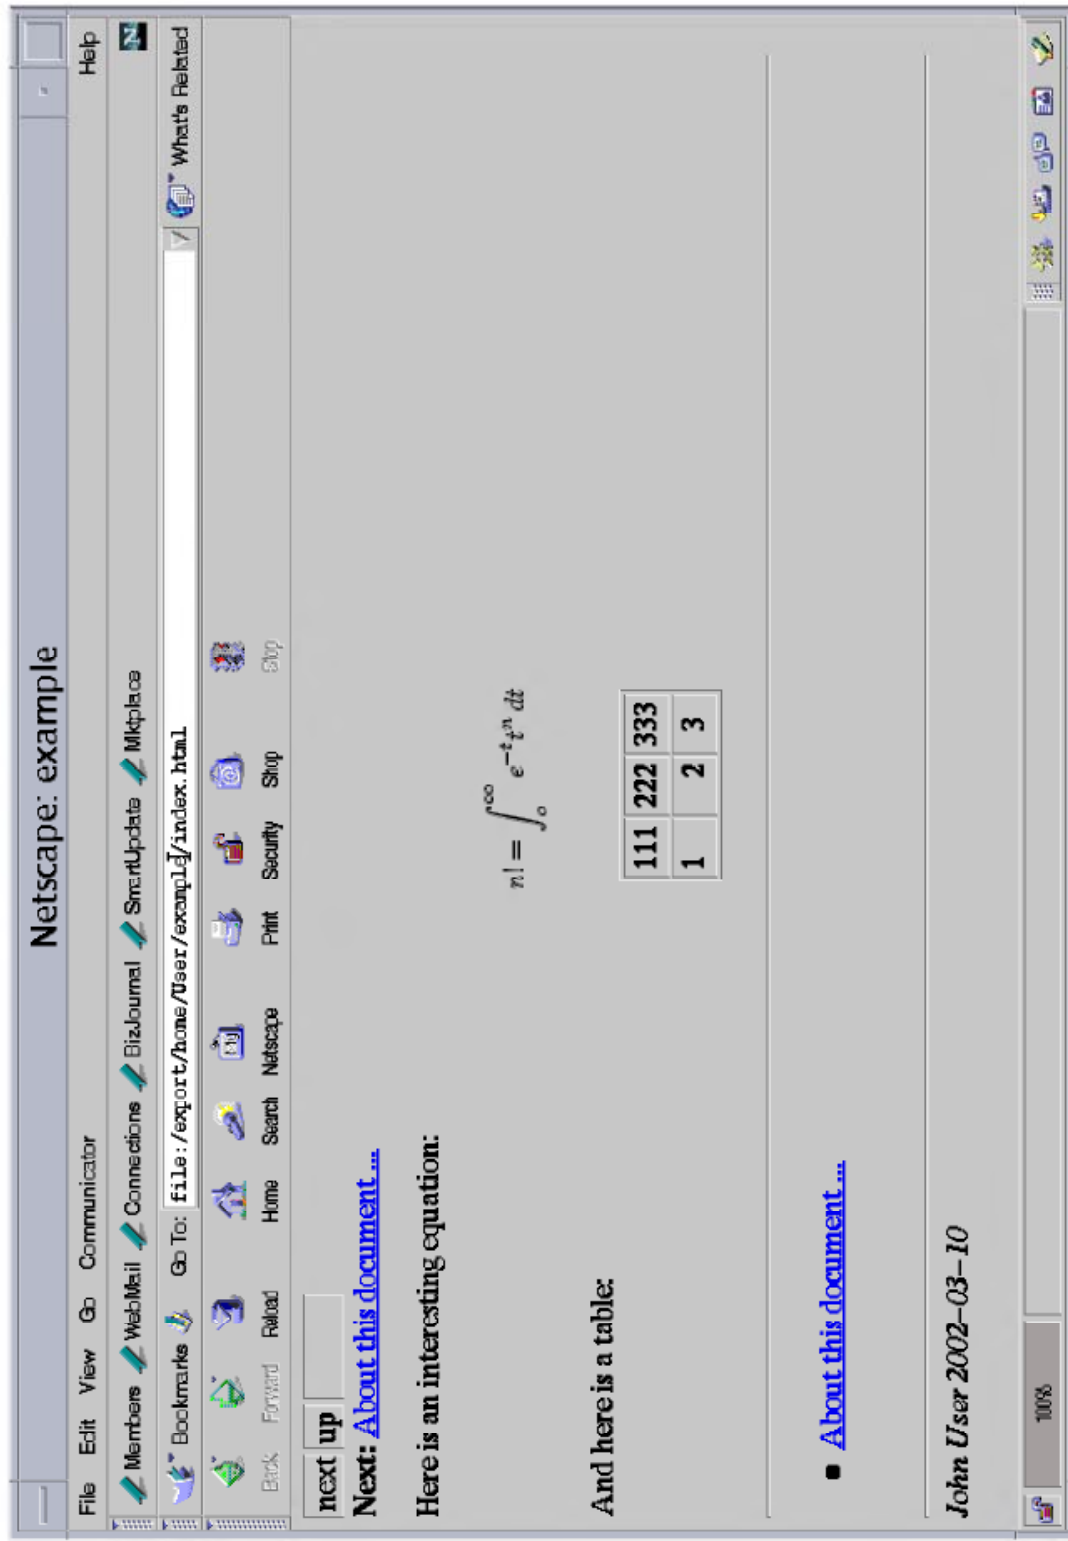 Netscape: example
File Edit View Go Communicator Help
Members WebMail Connections BizJournal SmartUpdate Mktplace
Bookmarks Go To: file:/export/home/User/example/index.html What's Related
Back Forward Reload Home Search Netscape Print Security Shop Stop
next up
Next: About this document ...
Here is an interesting equation:
n! = ∫₀^∞ e^{-t} t^n dt
And here is a table:
111 222 333
1 2 3
• About this document ...
John User 2002–03–10
100%